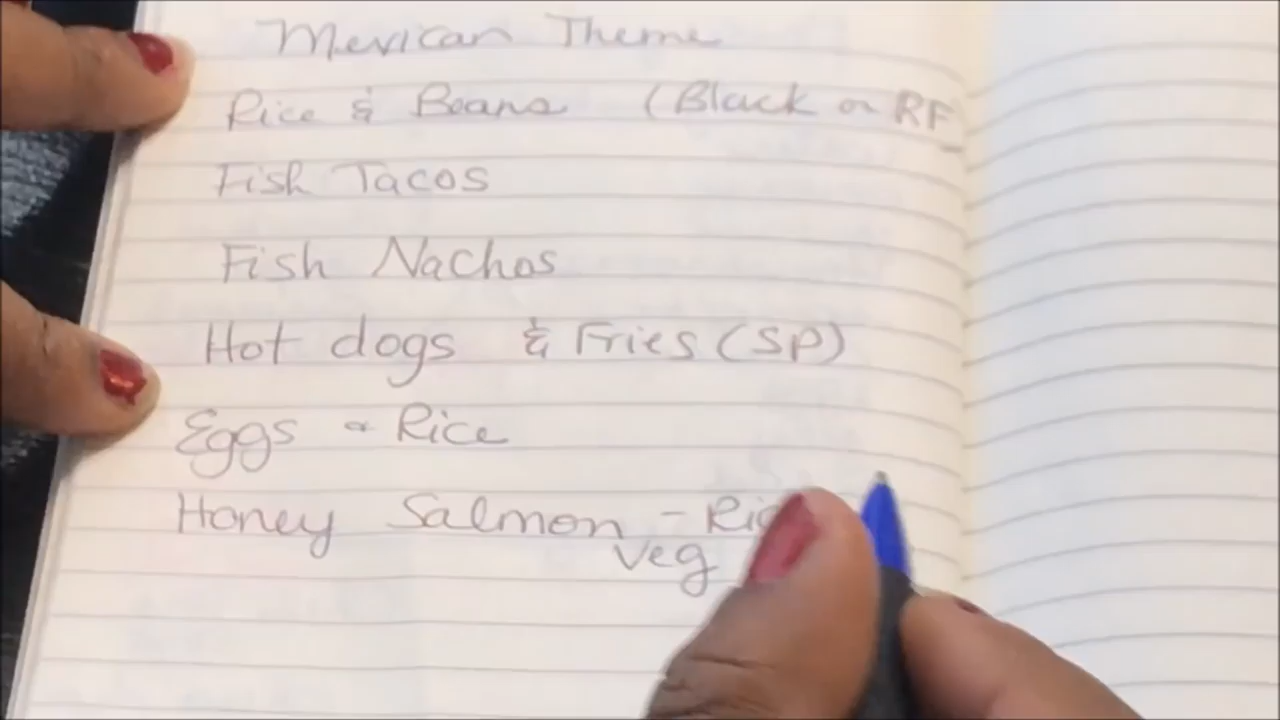 Mexican Theme
Rice & Beans (Black or RF
Fish Tacos
Fish Nachos
Hot dogs & Fries (SP)
Eggs & Rice
Honey Salmon -
Veg